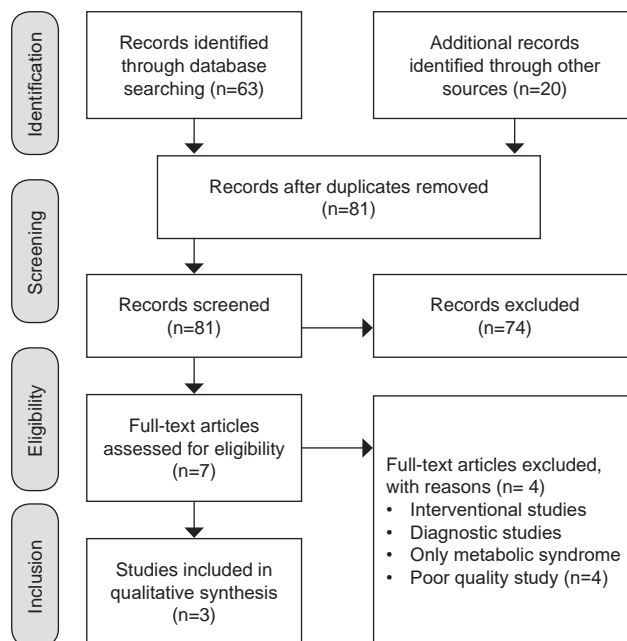 Identification
Records identified
through database
searching (n=63)
Additional records
identified through other
sources (n=20)
Records after duplicates removed
(n=81)
Screening
Records screened
(n=81)
Records excluded
(n=74)
Eligibility
Full-text articles
assessed for eligibility
(n=7)
Full-text articles excluded,
with reasons (n= 4)
• Interventional studies
• Diagnostic studies
• Only metabolic syndrome
• Poor quality study (n=4)
Inclusion
Studies included in
qualitative synthesis
(n=3)